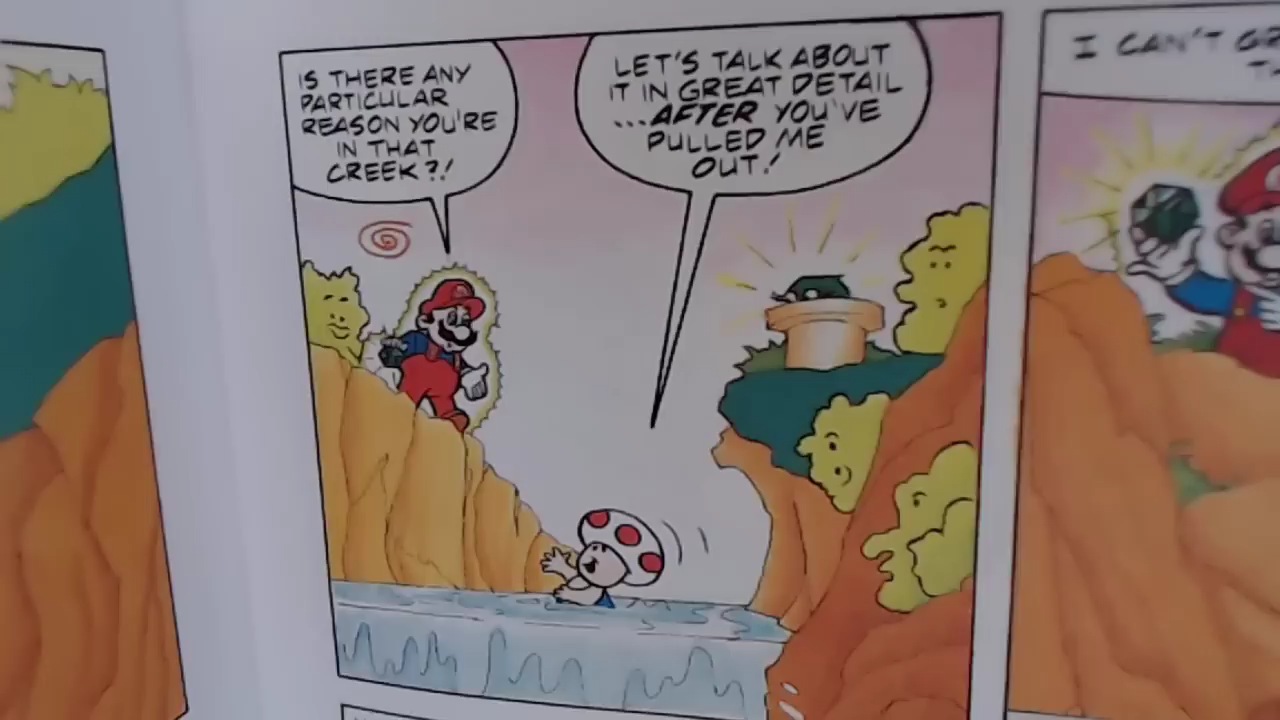 IS THERE ANY
PARTICULAR
REASON YOU'RE
IN THAT
CREEK?!
LET'S TALK ABOUT
IT IN GREAT DETAIL
...AFTER YOU'VE
PULLED ME
OUT!
I CAN'T